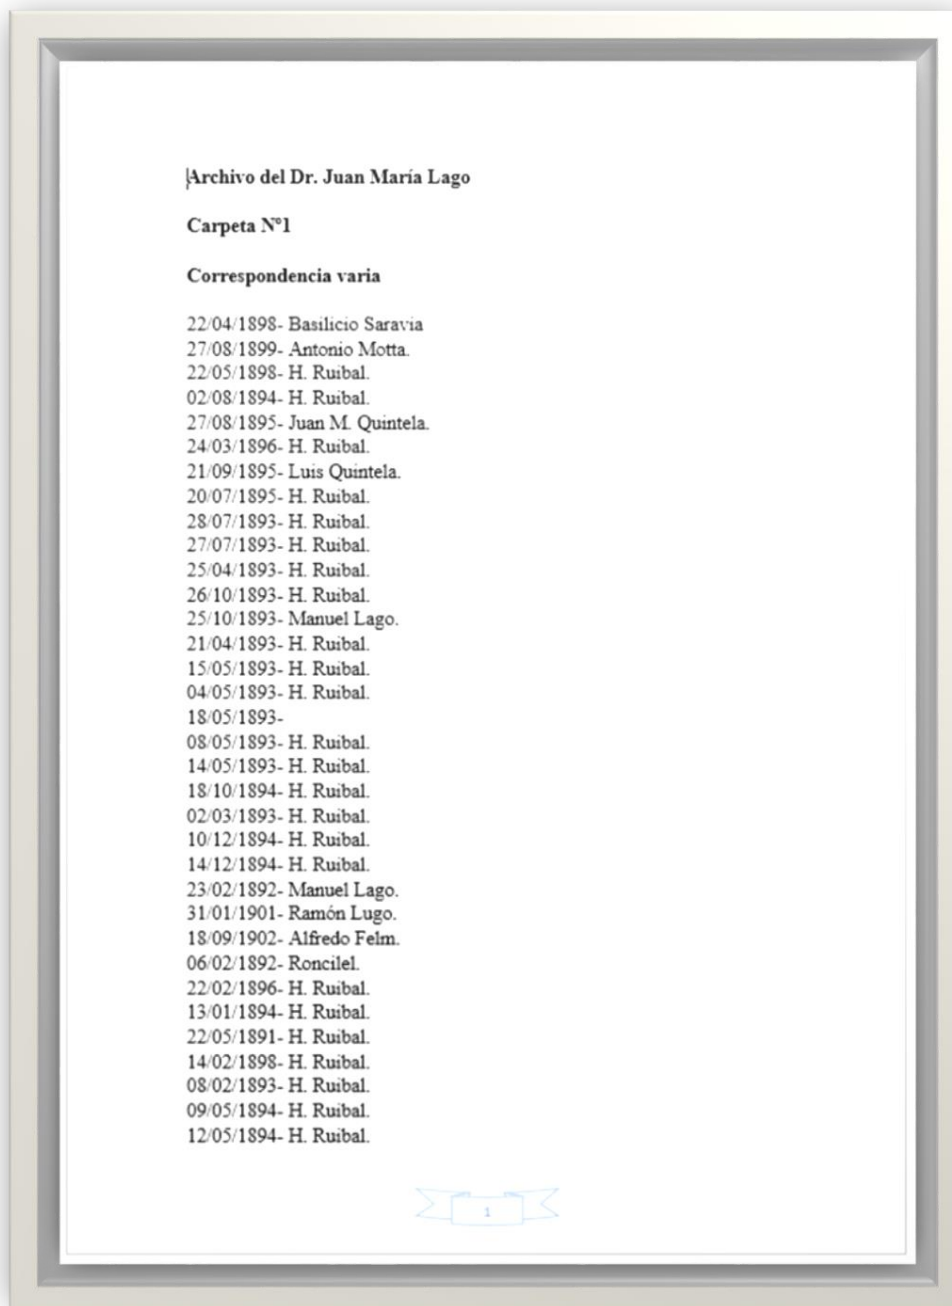 Archivo del Dr. Juan María Lago
Carpeta N°1
Correspondencia varia
22/04/1898- Basilicio Saravia
27/08/1899- Antonio Motta.
22/05/1898- H. Ruibal.
02/08/1894- H. Ruibal.
27/08/1895- Juan M. Quintela.
24/03/1896- H. Ruibal.
21/09/1895- Luis Quintela.
20/07/1895- H. Ruibal.
28/07/1893- H. Ruibal.
27/07/1893- H. Ruibal.
25/04/1893- H. Ruibal.
26/10/1893- H. Ruibal.
25/10/1893- Manuel Lago.
21/04/1893- H. Ruibal.
15/05/1893- H. Ruibal.
04/05/1893- H. Ruibal.
18/05/1893-
08/05/1893- H. Ruibal.
14/05/1893- H. Ruibal.
18/10/1894- H. Ruibal.
02/03/1893- H. Ruibal.
10/12/1894- H. Ruibal.
14/12/1894- H. Ruibal.
23/02/1892- Manuel Lago.
31/01/1901- Ramón Lugo.
18/09/1902- Alfredo Felm.
06/02/1892- Roncilel.
22/02/1896- H. Ruibal.
13/01/1894- H. Ruibal.
22/05/1891- H. Ruibal.
14/02/1898- H. Ruibal.
08/02/1893- H. Ruibal.
09/05/1894- H. Ruibal.
12/05/1894- H. Ruibal.
1